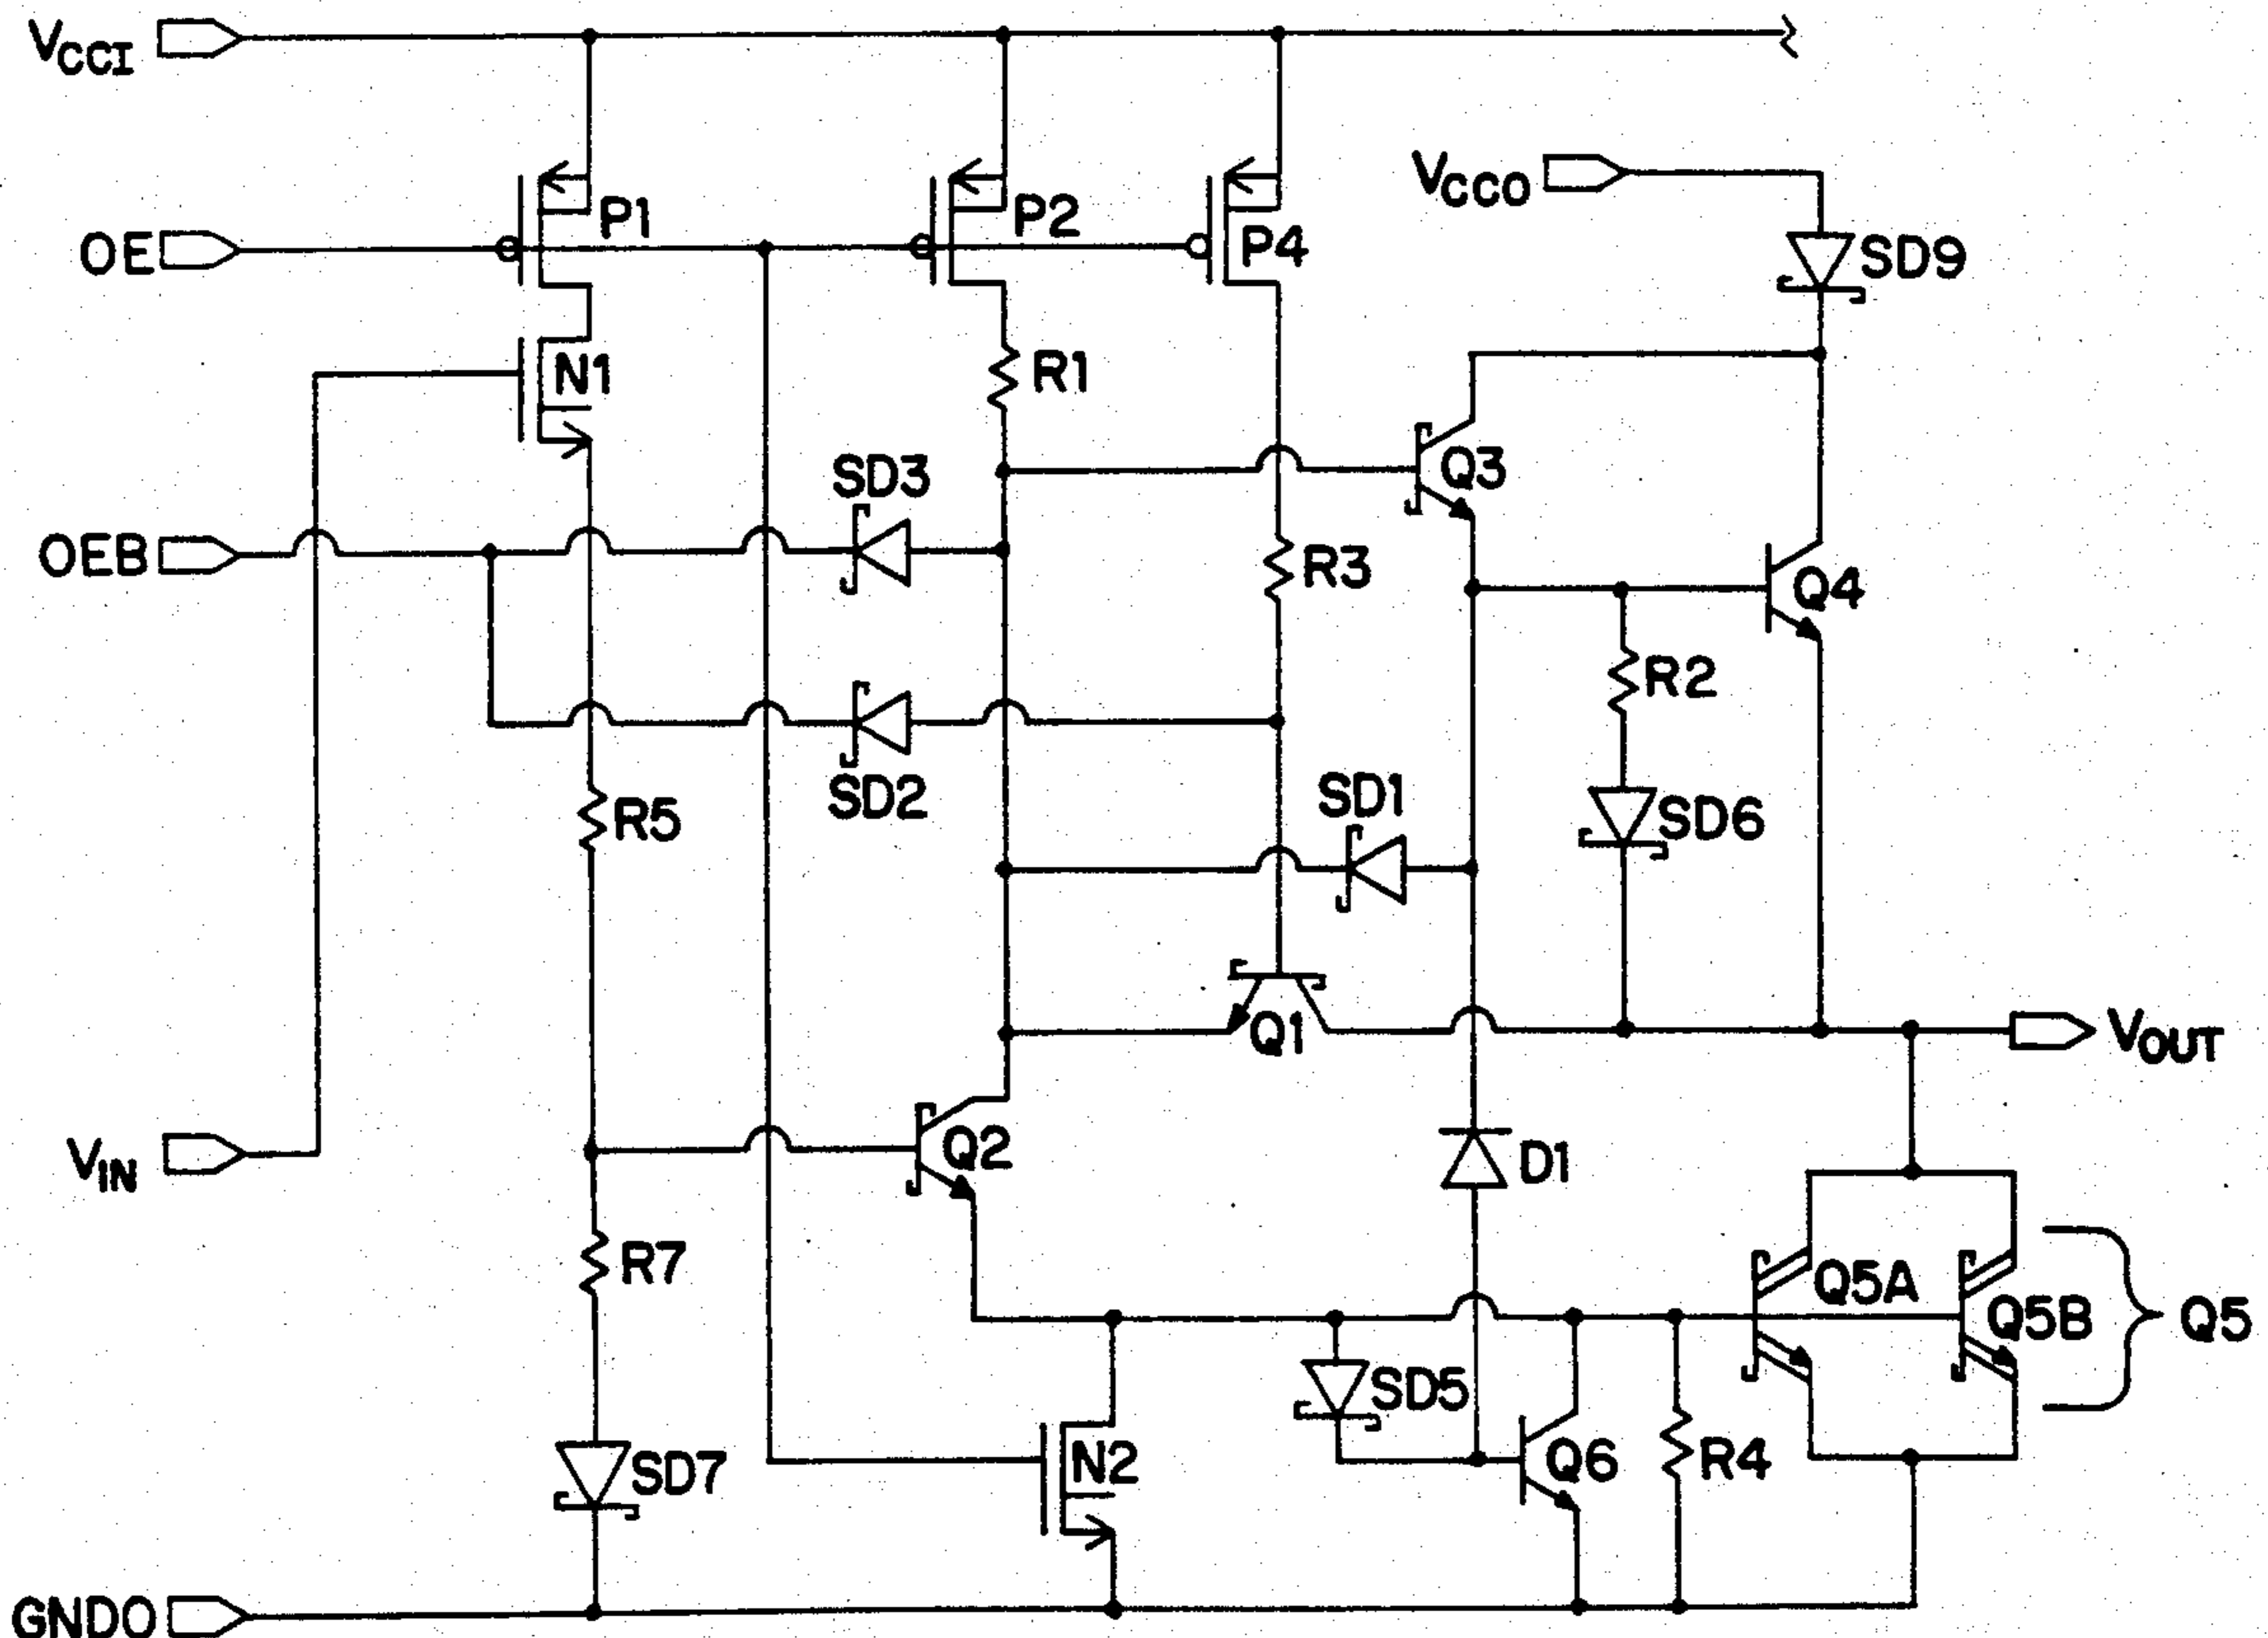 VCCI
P1
P2
P4
VCCO
OE
SD9
N1
R1
Q3
SD3
OEB
R3
Q4
R2
SD2
R5
SD1
SD6
Q1
VOUT
VIN
Q2
D1
R7
Q5A
Q5B
Q5
SD5
SD7
N2
Q6
R4
GNDO